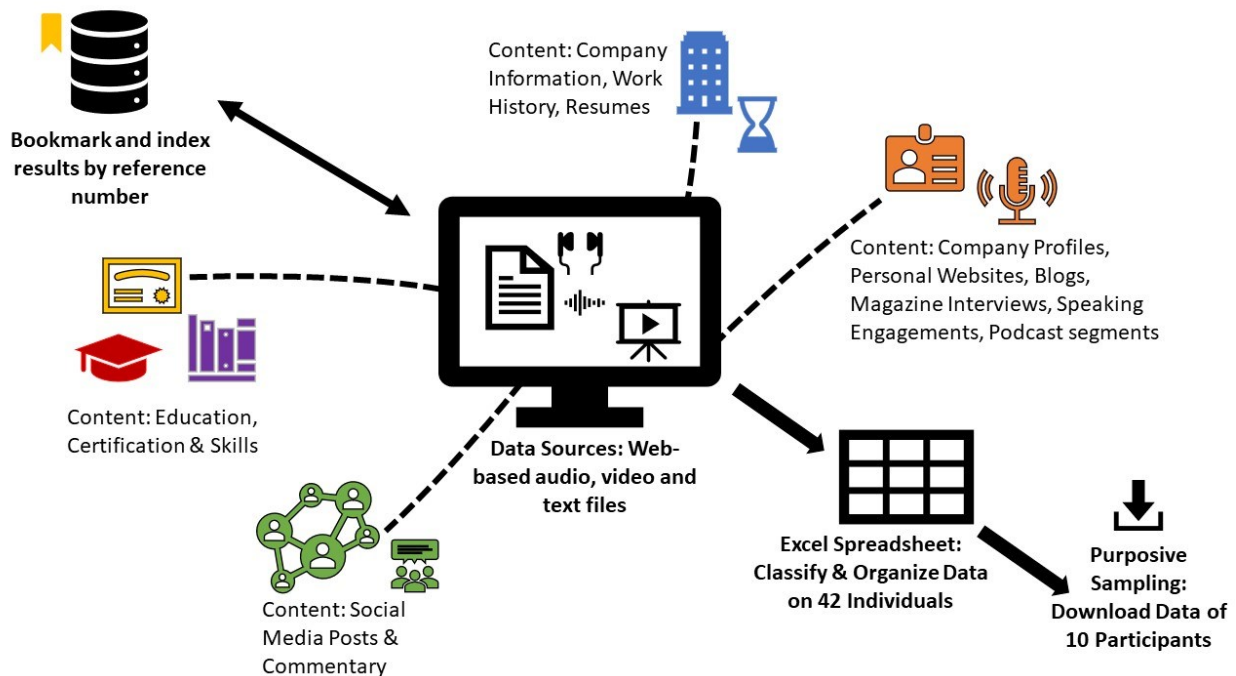 Bookmark and index
results by reference
number
Content: Company
Information, Work
History, Resumes
Content: Company Profiles,
Personal Websites, Blogs,
Magazine Interviews, Speaking
Engagements, Podcast segments
Content: Education,
Certification & Skills
Data Sources: Web-
based audio, video and
text files
Content: Social
Media Posts &
Commentary
Excel Spreadsheet:
Classify & Organize Data
on 42 Individuals
Purposive
Sampling:
Download Data of
10 Participants